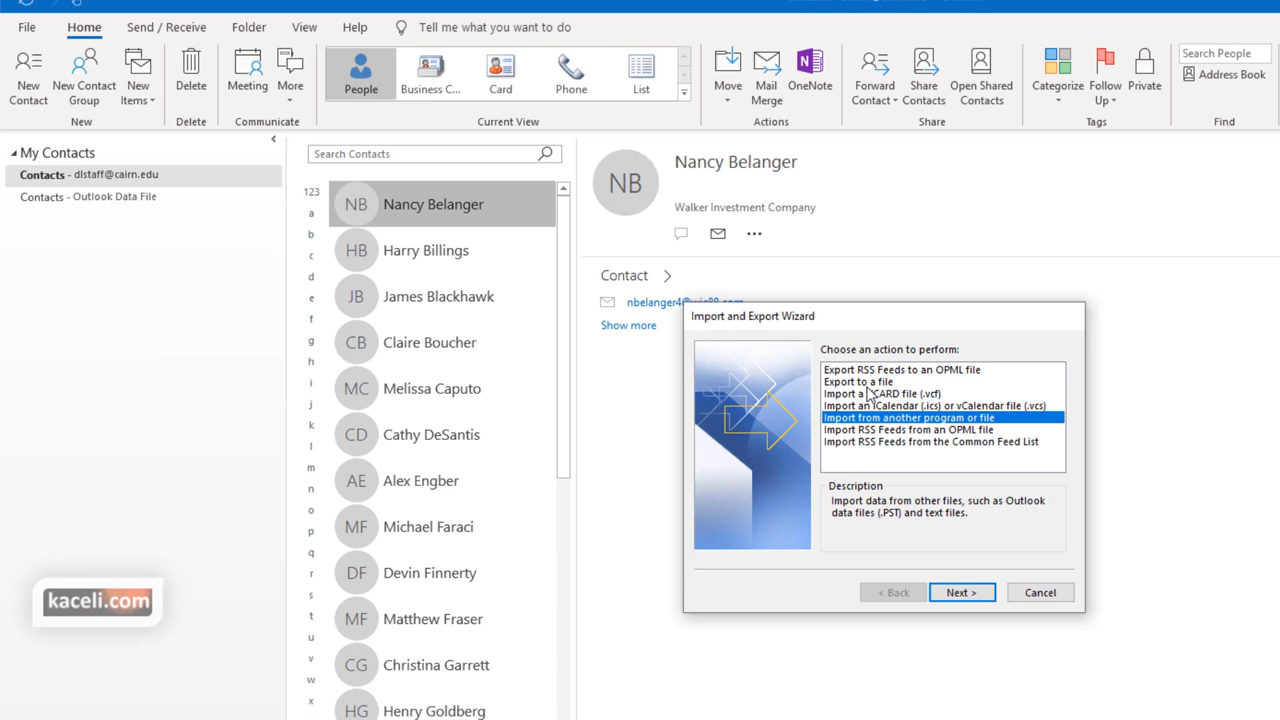 File
Home
Send / Receive
Folder
View
Help
Tell me what you want to do
New Contact
New Contact Group
New Items
New
Delete
Delete
Meeting
More
Communicate
People
Business C...
Card
Phone
List
Current View
Move
Mail Merge
OneNote
Actions
Forward Contact
Share Contacts
Open Shared Contacts
Share
Categorize
Follow Up
Private
Tags
Search People
Address Book
Find
My Contacts
Contacts - dlstaff@cairn.edu
Contacts - Outlook Data File
Search Contacts
123
a
b
c
d
e
f
g
h
i
j
k
l
m
n
o
p
q
r
s
t
u
v
w
x
NB Nancy Belanger
HB Harry Billings
JB James Blackhawk
CB Claire Boucher
MC Melissa Caputo
CD Cathy DeSantis
AE Alex Engber
MF Michael Faraci
DF Devin Finnerty
MF Matthew Fraser
CG Christina Garrett
HG Henry Goldberg
NB
Nancy Belanger
Walker Investment Company
Contact
Show more
Import and Export Wizard
Choose an action to perform:
Export RSS Feeds to an OPML file
Export to a file
Import a VCARD file (.vcf)
Import an iCalendar (.ics) or vCalendar file (.vcs)
Import from another program or file
Import RSS Feeds from an OPML file
Import RSS Feeds from the Common Feed List
Description
Import data from other files, such as Outlook
data files (.PST) and text files.
< Back
Next >
Cancel
kaceli.com